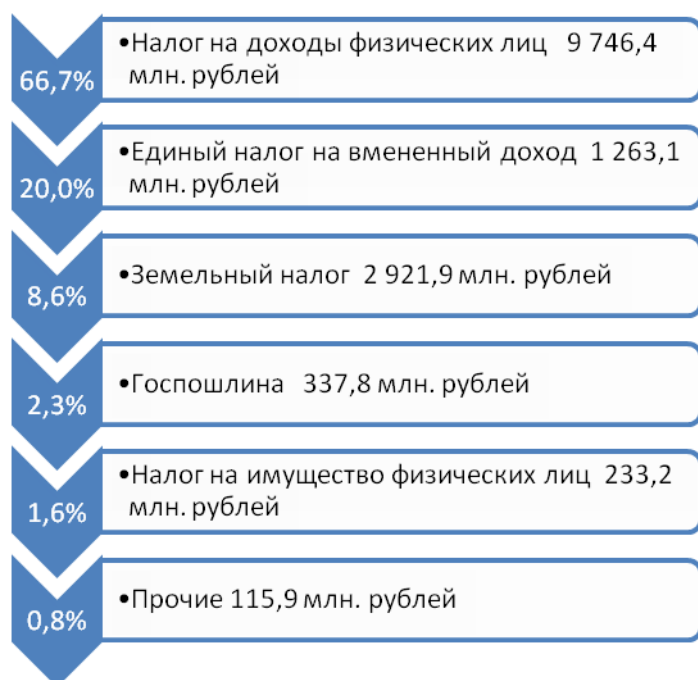 66,7%
•Налог на доходы физических лиц 9 746,4
млн. рублей
20,0%
•Единый налог на вмененный доход 1 263,1
млн. рублей
8,6%
•Земельный налог 2 921,9 млн. рублей
2,3%
•Госпошлина 337,8 млн. рублей
1,6%
•Налог на имущество физических лиц 233,2
млн. рублей
0,8%
•Прочие 115,9 млн. рублей